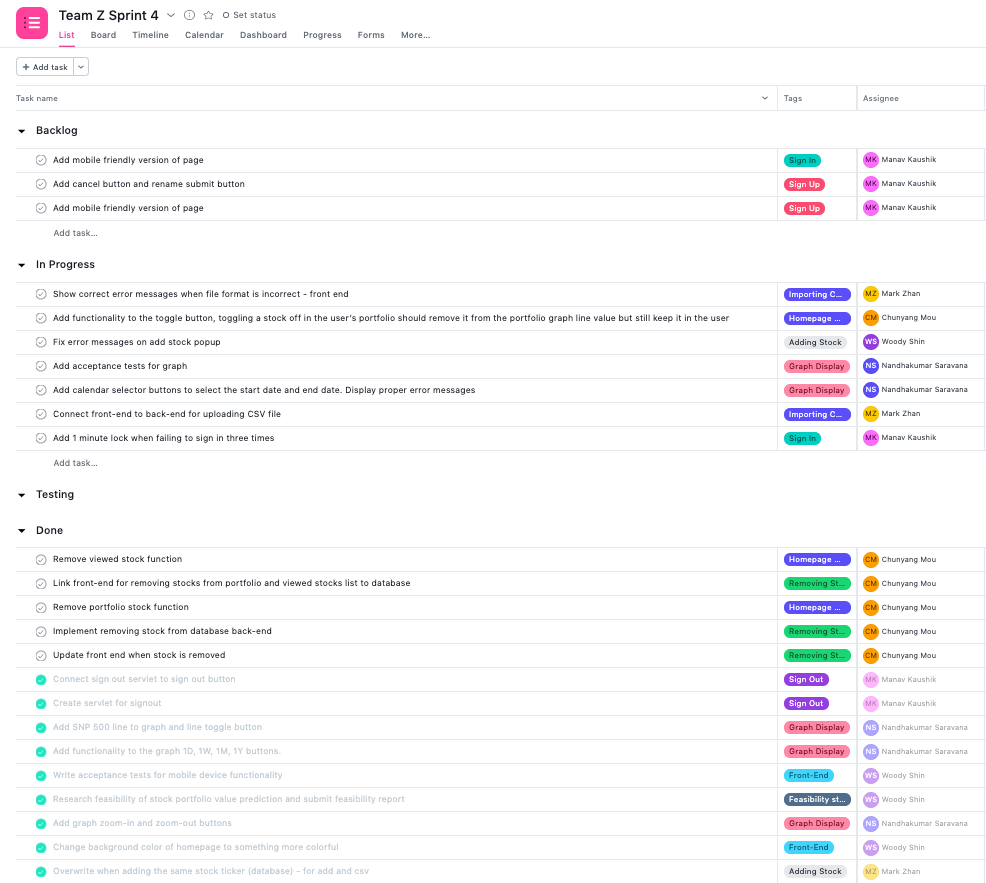 Team Z Sprint 4 Set status
List Board Timeline Calendar Dashboard Progress Forms More...
+ Add task
Task name Tags Assignee
Backlog
Add mobile friendly version of page Sign In MK Manav Kaushik
Add cancel button and rename submit button Sign Up MK Manav Kaushik
Add mobile friendly version of page Sign Up MK Manav Kaushik
Add task...
In Progress
Show correct error messages when file format is incorrect - front end Importing C... MZ Mark Zhan
Add functionality to the toggle button, toggling a stock off in the user's portfolio should remove it from the portfolio graph line value but still keep it in the user Homepage ... CM Chunyang Mou
Fix error messages on add stock popup Adding Stock WS Woody Shin
Add acceptance tests for graph Graph Display NS Nandhakumar Saravana
Add calendar selector buttons to select the start date and end date. Display proper error messages Graph Display NS Nandhakumar Saravana
Connect front-end to back-end for uploading CSV file Importing C... MZ Mark Zhan
Add 1 minute lock when failing to sign in three times Sign In MK Manav Kaushik
Add task...
Testing
Done
Remove viewed stock function Homepage ... CM Chunyang Mou
Link front-end for removing stocks from portfolio and viewed stocks list to database Removing St... CM Chunyang Mou
Remove portfolio stock function Homepage ... CM Chunyang Mou
Implement removing stock from database back-end Removing St... CM Chunyang Mou
Update front end when stock is removed Removing St... CM Chunyang Mou
Connect sign out servlet to sign out button Sign Out MK Manav Kaushik
Create servlet for signout Sign Out MK Manav Kaushik
Add SNP 500 line to graph and line toggle button Graph Display NS Nandhakumar Saravana
Add functionality to the graph 1D, 1W, 1M, 1Y buttons. Graph Display NS Nandhakumar Saravana
Write acceptance tests for mobile device functionality Front-End WS Woody Shin
Research feasibility of stock portfolio value prediction and submit feasibility report Feasibility st... WS Woody Shin
Add graph zoom-in and zoom-out buttons Graph Display NS Nandhakumar Saravana
Change background color of homepage to something more colorful Front-End WS Woody Shin
Overwrite when adding the same stock ticker (database) - for add and csv Adding Stock MZ Mark Zhan